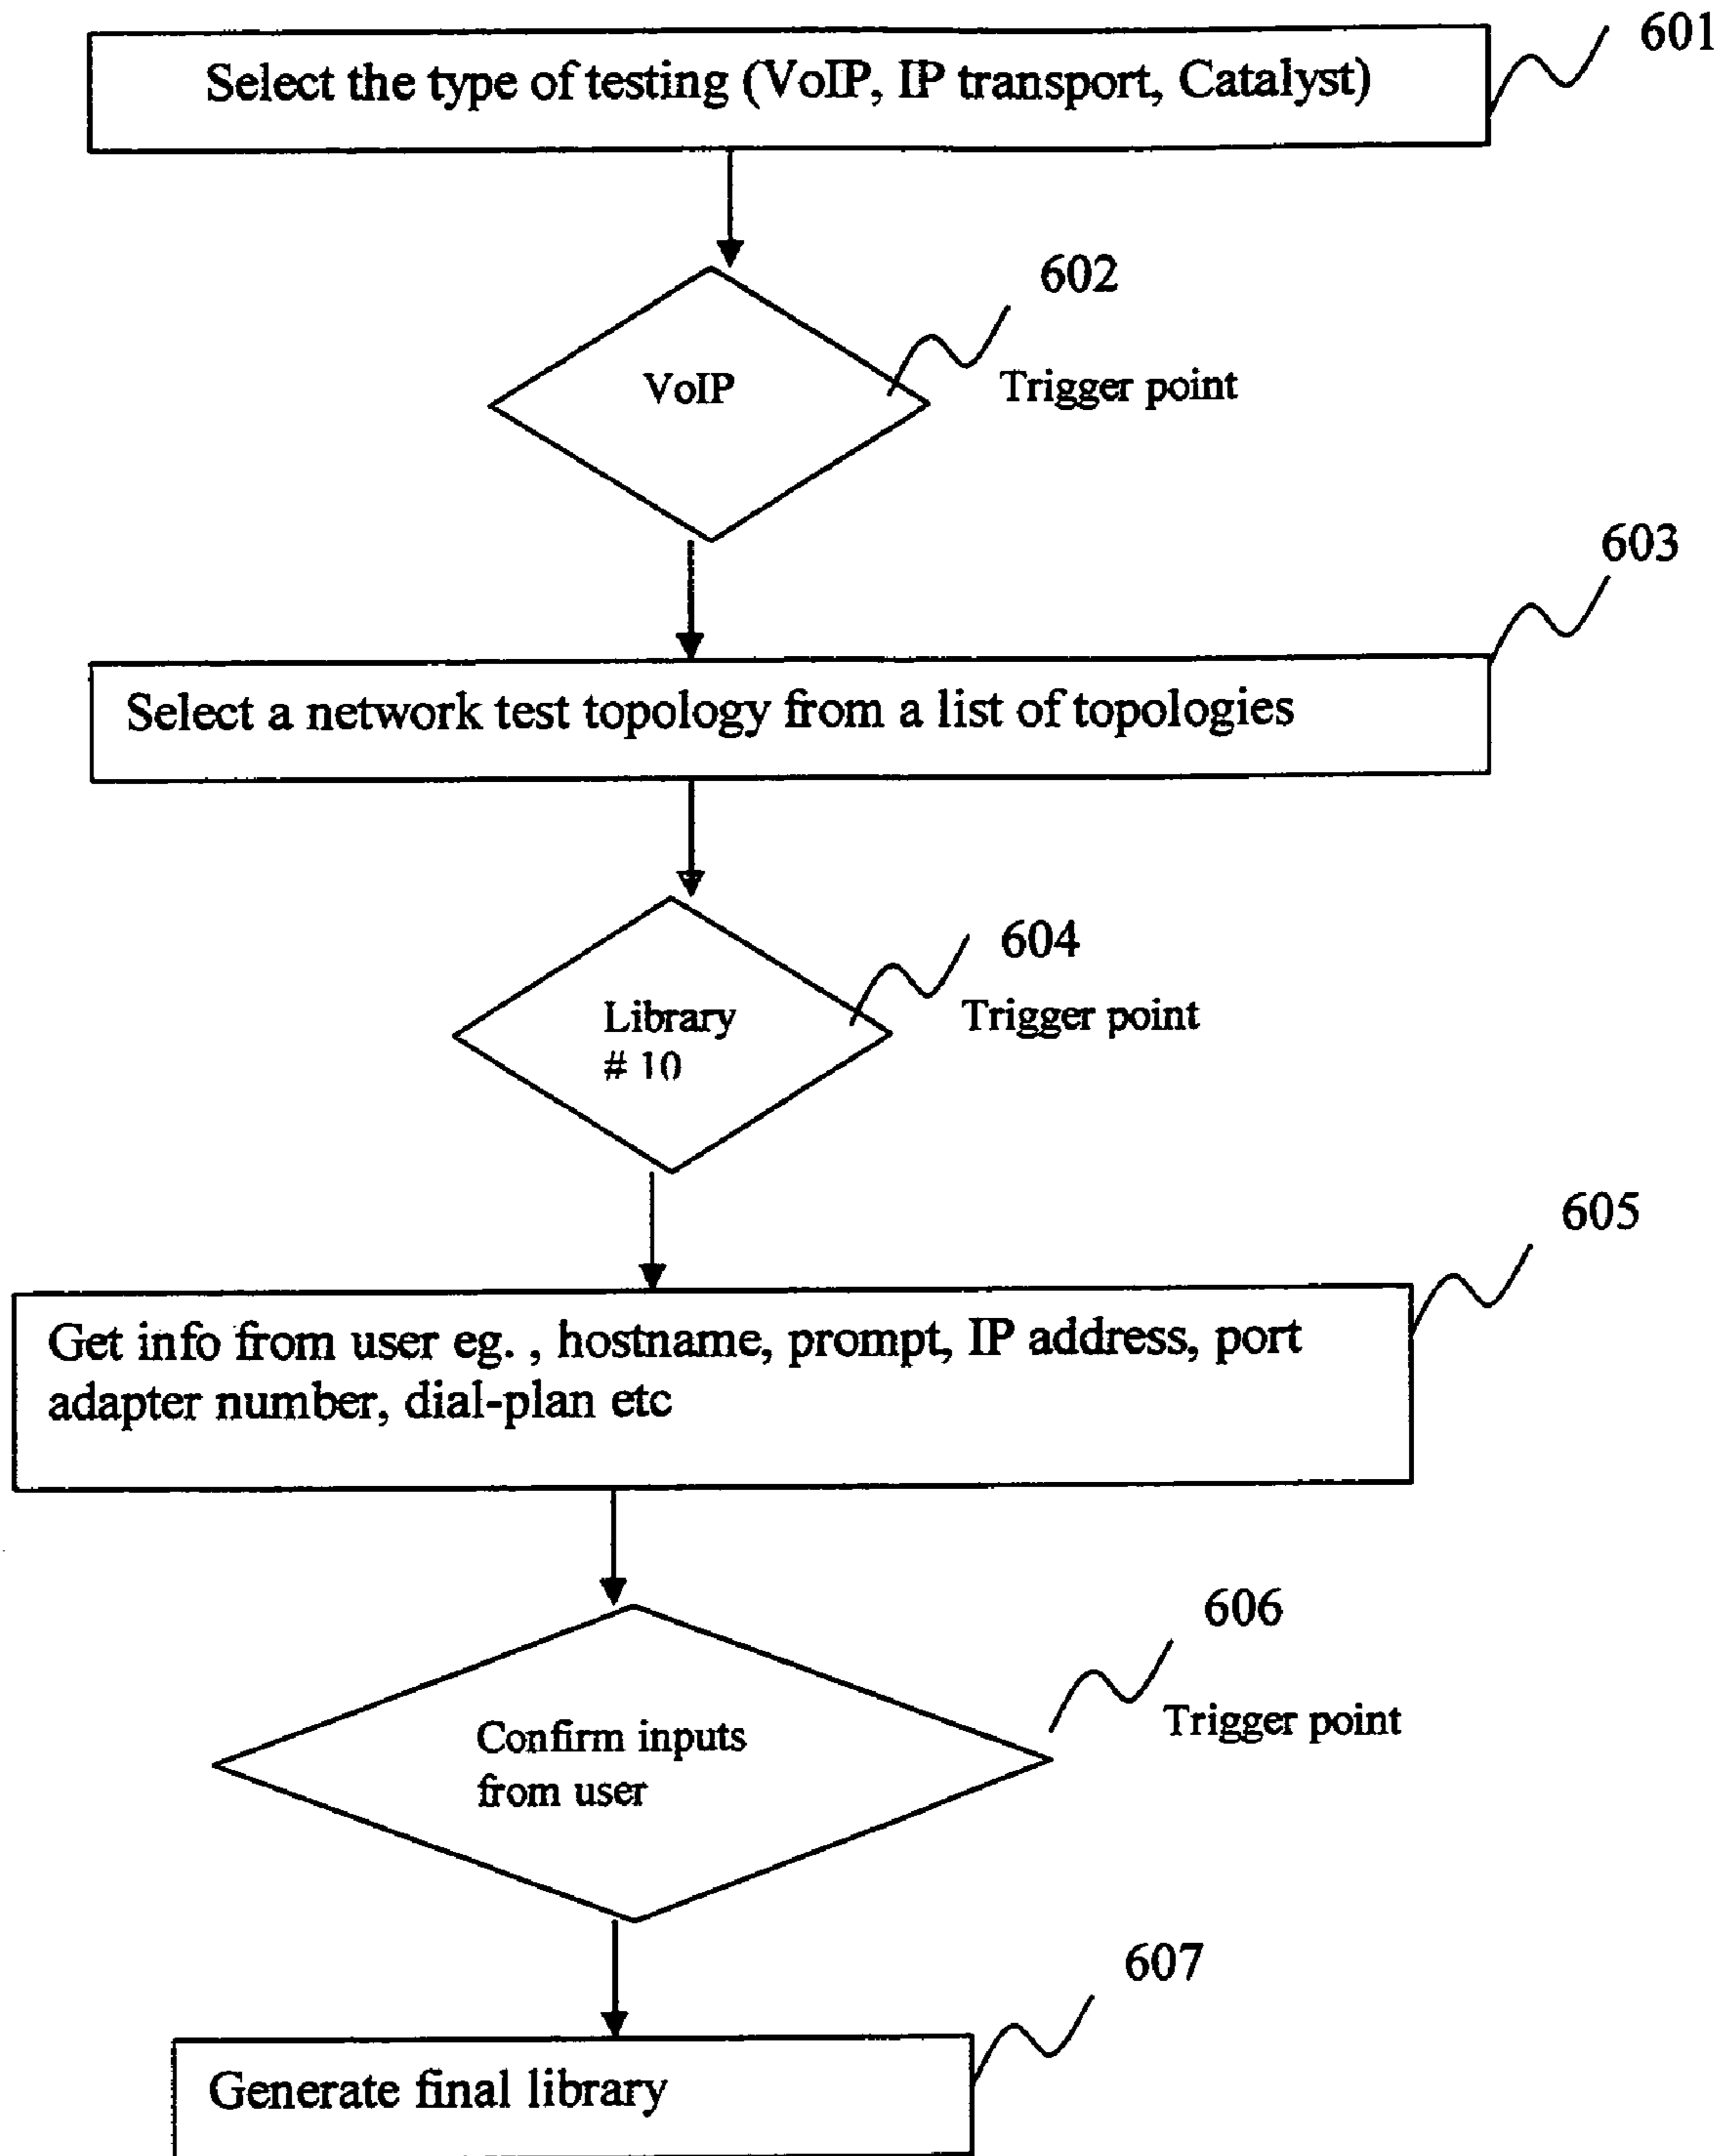 601
Select the type of testing (VoIP, IP transport, Catalyst)
602
VoIP
Trigger point
603
Select a network test topology from a list of topologies
604
Library
# 10
Trigger point
605
Get info from user eg. , hostname, prompt, IP address, port
adapter number, dial-plan etc
606
Confirm inputs
from user
Trigger point
607
Generate final library